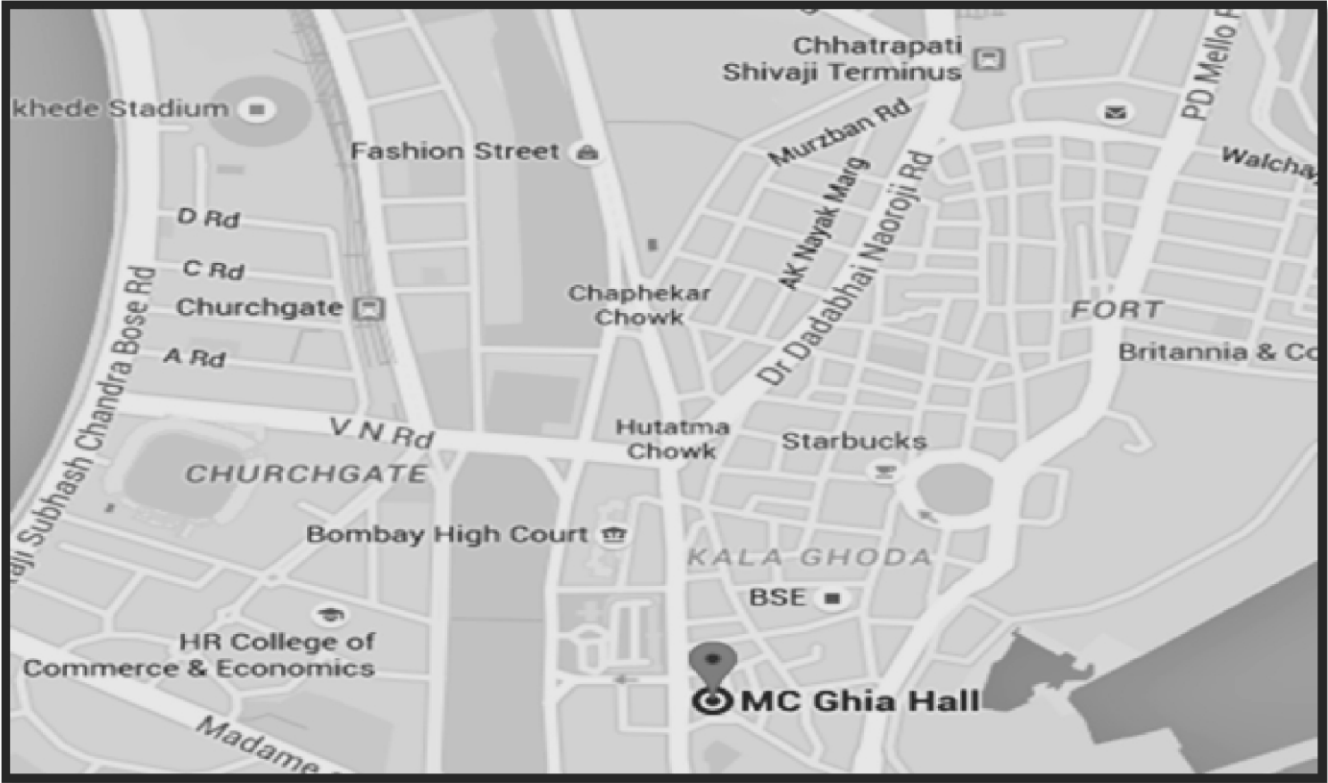 Chhatrapati
Shivaji Terminus
PD Mello
khede Stadium
Fashion Street
Murzban Rd
AK Nayak Marg
Dr Dadabhai Naoroji Rd
D Rd
C Rd
Churchgate
A Rd
Chaphekar
Chowk
FORT
Britannia & Co
Subhash Chandra Bose Rd
V N Rd
CHURCHGATE
Hutatma
Chowk
Starbucks
Bombay High Court
KALA GHODA
BSE
HR College of
Commerce & Economics
MC Ghia Hall
Madame